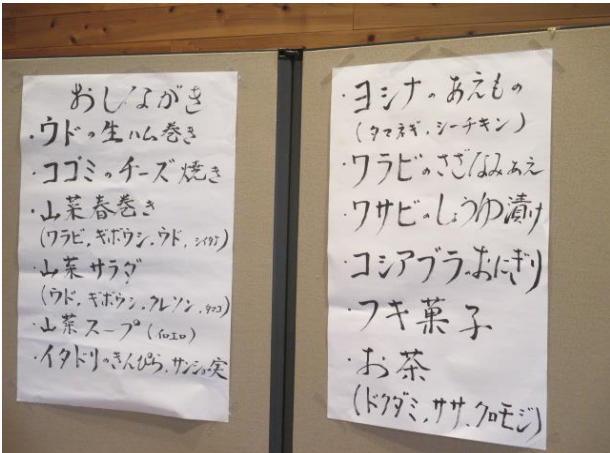 おしながき
・ウドの生ハム巻き
・コゴミのチーズ焼き
・山菜春巻き
(ワラビ,ギボウシ,ウド,シイタケ)
・山菜サラダ
(ウド,ギボウシ,クレソン,タマゴ)
・山菜スープ
・イタドリのきんぴら,サンショの実
・ヨシナのあえもの
(タマネギ,シーチキン)
・ワラビのさざなみあえ
・ワサビのしょうゆ漬け
・コシアブラのおにぎり
・フキ菓子
・お茶
(ドクダミ,ササ,クロモジ)